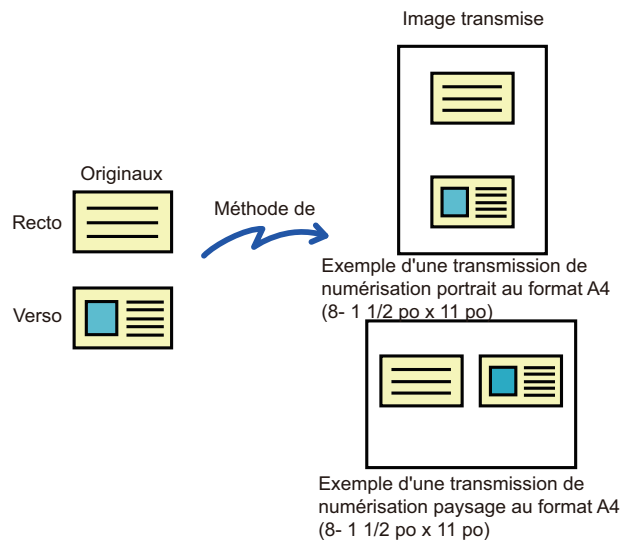 Image transmise
Originaux
Recto
Méthode de
Verso
Exemple d'une transmission de
numérisation portrait au format A4
(8- 1 1/2 po x 11 po)
Exemple d'une transmission de
numérisation paysage au format A4
(8- 1 1/2 po x 11 po)